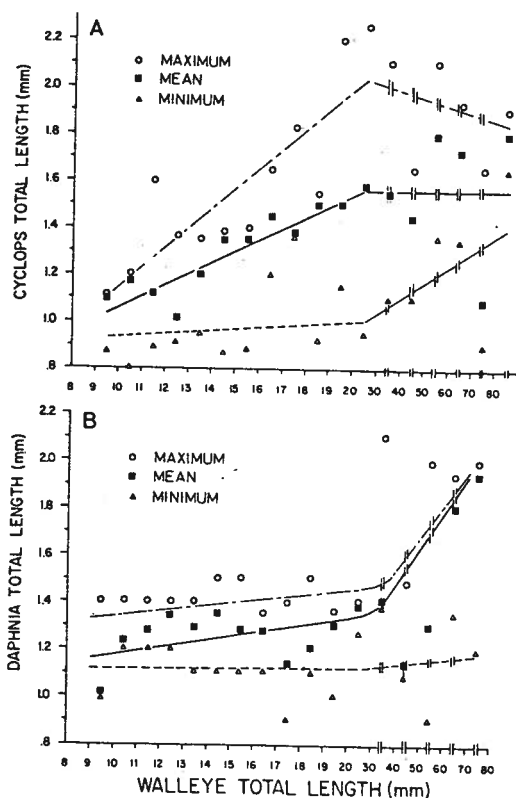 A
○ MAXIMUM
■ MEAN
▵ MINIMUM
CYCLOPS TOTAL LENGTH (mm)
2.2
2.0
1.8
1.6
1.4
1.2
1.0
.8
8 9 10 11 12 13 14 15 16 17 18 19 20 30 40 50 60 70 80
B
○ MAXIMUM
■ MEAN
▵ MINIMUM
DAPHNIA TOTAL LENGTH (mm)
2.2
2.0
1.8
1.6
1.4
1.2
1.0
.8
8 9 10 11 12 13 14 15 16 17 18 19 20 30 40 50 60 70 80
WALLEYE TOTAL LENGTH (mm)